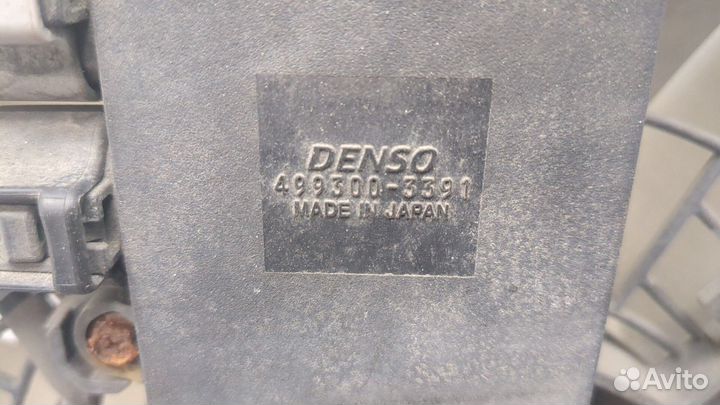 DENSO
499300-3391
MADE IN JAPAN
Avito